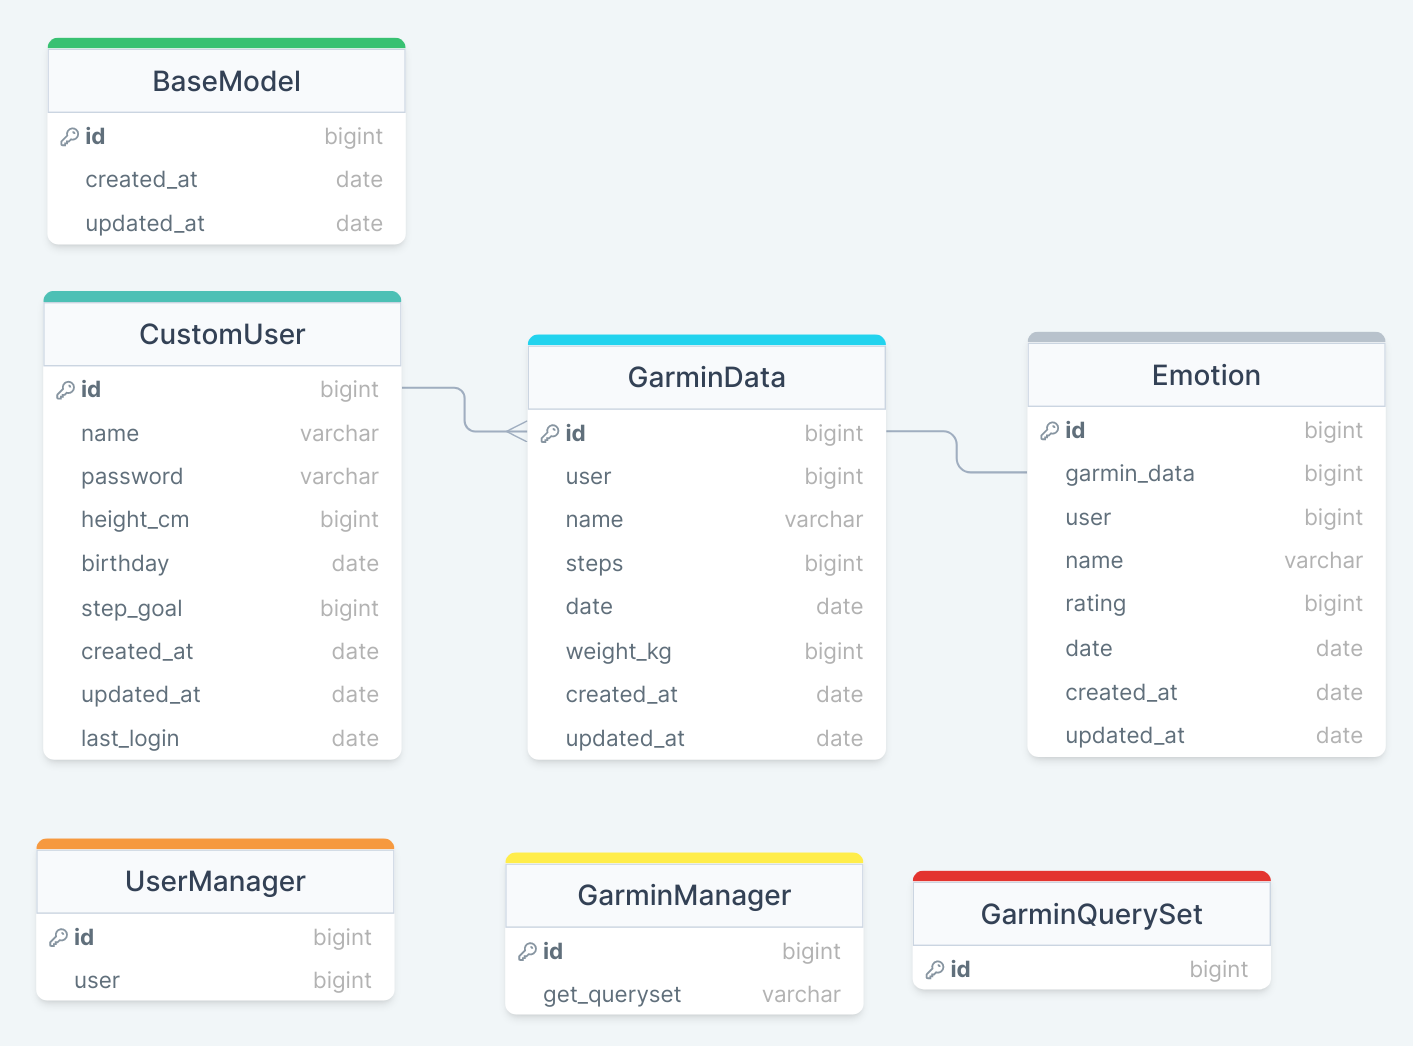 BaseModel
id bigint
created_at date
updated_at date
CustomUser
id bigint
name varchar
password varchar
height_cm bigint
birthday date
step_goal bigint
created_at date
updated_at date
last_login date
GarminData
id bigint
user bigint
name varchar
steps bigint
date date
weight_kg bigint
created_at date
updated_at date
Emotion
id bigint
garmin_data bigint
user bigint
name varchar
rating bigint
date date
created_at date
updated_at date
UserManager
id bigint
user bigint
GarminManager
id bigint
get_queryset varchar
GarminQuerySet
id bigint